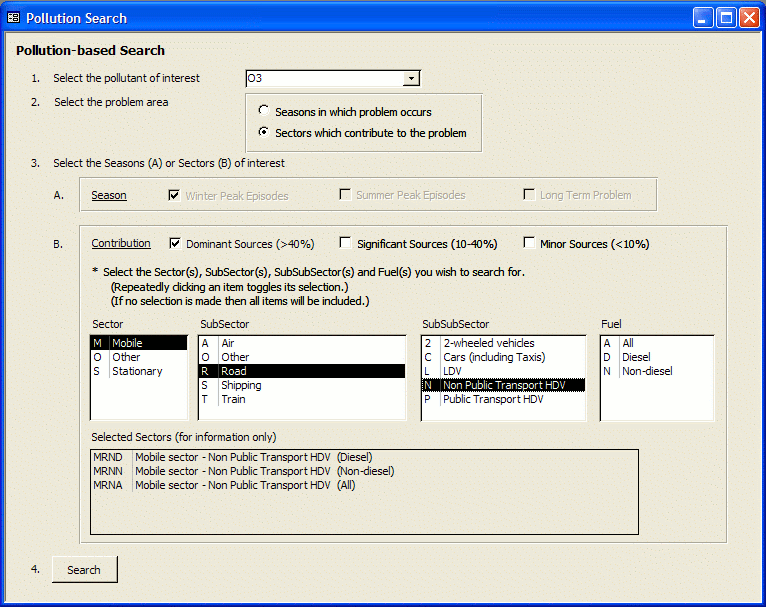 Pollution Search
Pollution-based Search
1. Select the pollutant of interest O3
2. Select the problem area
Seasons in which problem occurs
Sectors which contribute to the problem
3. Select the Seasons (A) or Sectors (B) of interest
A. Season Winter Peak Episodes Summer Peak Episodes Long Term Problem
B. Contribution Dominant Sources (>40%) Significant Sources (10-40%) Minor Sources (<10%)
* Select the Sector(s), SubSector(s), SubSubSector(s) and Fuel(s) you wish to search for.
(Repeatedly clicking an item toggles its selection.)
(If no selection is made then all items will be included.)
Sector SubSector SubSubSector Fuel
M Mobile A Air 2 2-wheeled vehicles A All
O Other O Other C Cars (including Taxis) D Diesel
S Stationary R Road L LDV N Non-diesel
S Shipping N Non Public Transport HDV
T Train P Public Transport HDV
Selected Sectors (for information only)
MRND Mobile sector - Non Public Transport HDV (Diesel)
MRNN Mobile sector - Non Public Transport HDV (Non-diesel)
MRNA Mobile sector - Non Public Transport HDV (All)
4. Search